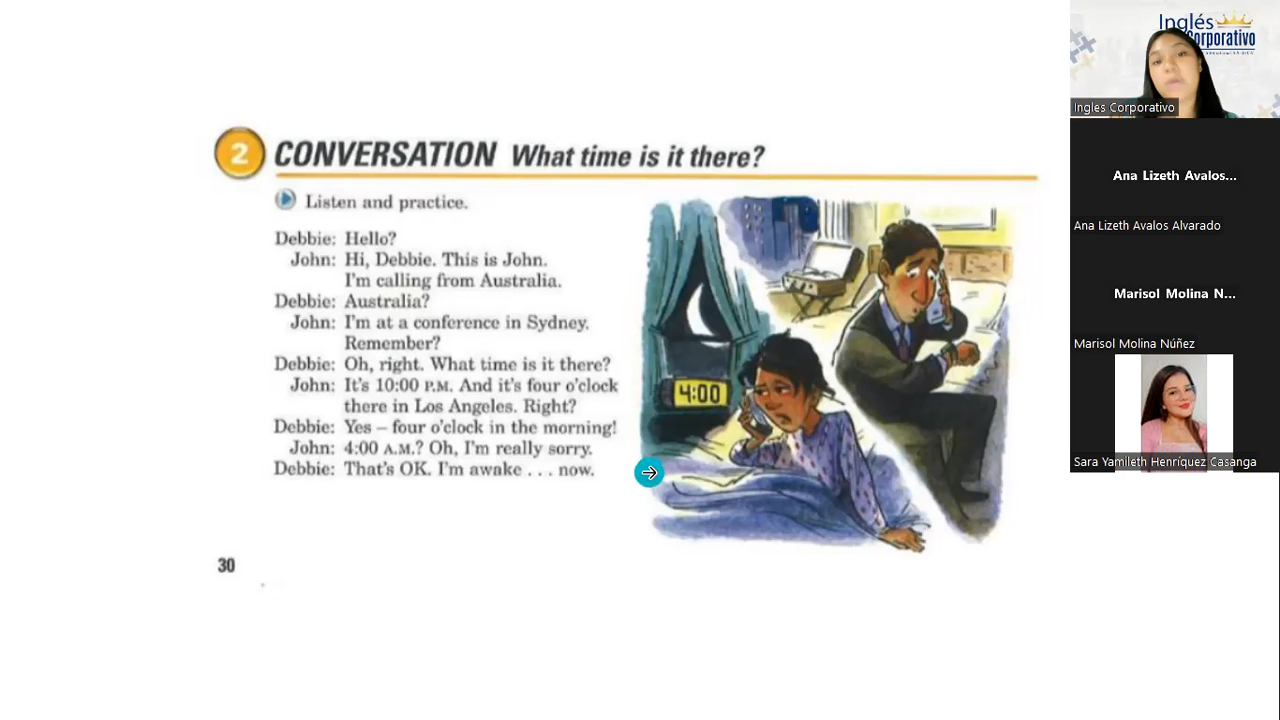 2 CONVERSATION What time is it there?
Listen and practice.
Debbie: Hello?
John: Hi, Debbie. This is John.
I'm calling from Australia.
Debbie: Australia?
John: I'm at a conference in Sydney.
Remember?
Debbie: Oh, right. What time is it there?
John: It's 10:00 P.M. And it's four o'clock
there in Los Angeles. Right?
Debbie: Yes – four o'clock in the morning!
John: 4:00 A.M.? Oh, I'm really sorry.
Debbie: That's OK. I'm awake . . . now.
4:00
30
Inglés
Corporativo
Ingles Corporativo
Ana Lizeth Avalos...
Ana Lizeth Avalos Alvarado
Marisol Molina N...
Marisol Molina Núñez
Sara Yamileth Henríquez Casanga